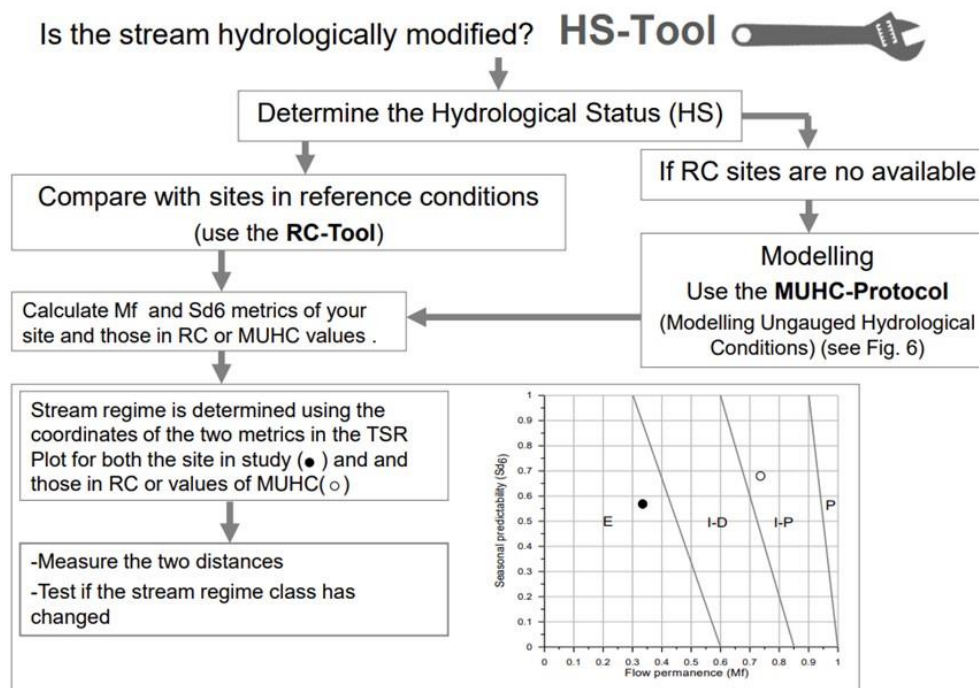 Is the stream hydrologically modified? HS-Tool
Determine the Hydrological Status (HS)
If RC sites are no available
Compare with sites in reference conditions
(use the RC-Tool)
Modelling
Use the MUHC-Protocol
(Modelling Ungauged Hydrological
Conditions) (see Fig. 6)
Calculate Mf and Sd6 metrics of your
site and those in RC or MUHC values .
Stream regime is determined using the
coordinates of the two metrics in the TSR
Plot for both the site in study (●) and and
those in RC or values of MUHC(○)
-Measure the two distances
-Test if the stream regime class has
changed
Seasonal predictability (Sd6)
1
0.9
0.8
0.7
0.6
0.5
0.4
0.3
0.2
0.1
0
E
I-D
I-P
P
0 0.1 0.2 0.3 0.4 0.5 0.6 0.7 0.8 0.9 1
Flow permanence (Mf)